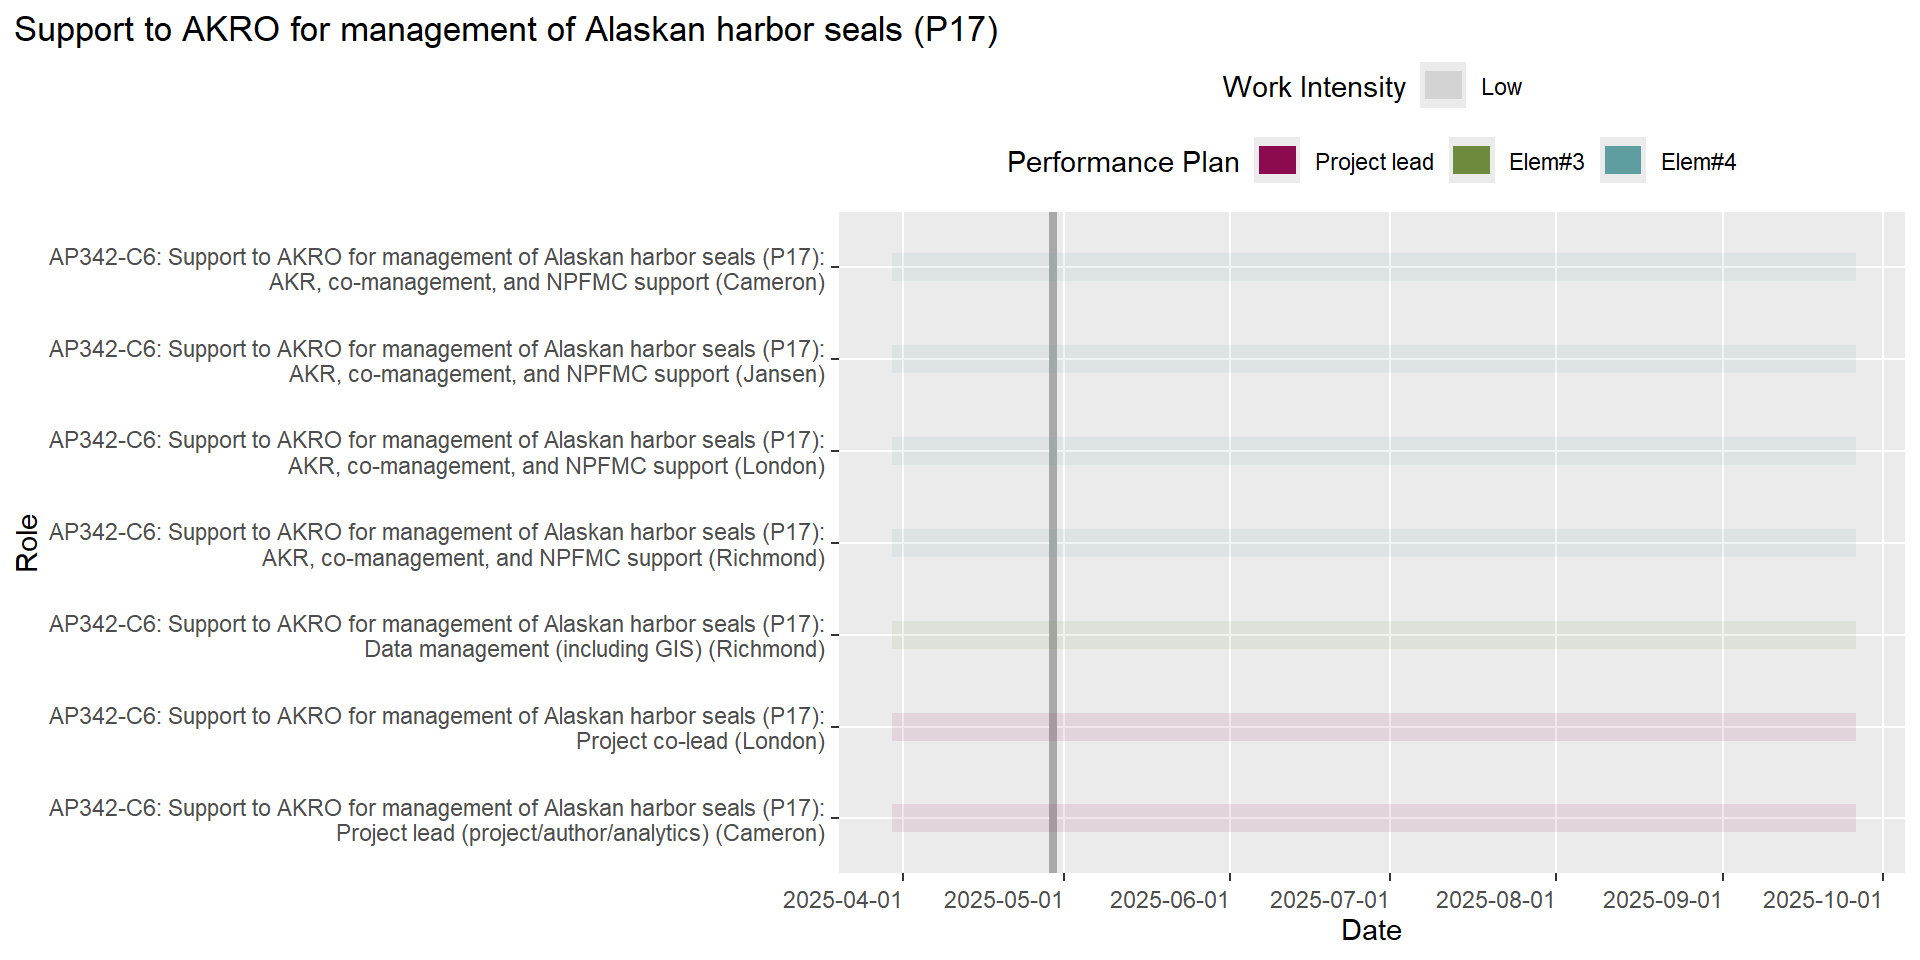 Support to AKRO for management of Alaskan harbor seals (P17)
Work Intensity Low
Performance Plan Project lead Elem#3 Elem#4
Role
AP342-C6: Support to AKRO for management of Alaskan harbor seals (P17):
AKR, co-management, and NPFMC support (Cameron)
AP342-C6: Support to AKRO for management of Alaskan harbor seals (P17):
AKR, co-management, and NPFMC support (Jansen)
AP342-C6: Support to AKRO for management of Alaskan harbor seals (P17):
AKR, co-management, and NPFMC support (London)
AP342-C6: Support to AKRO for management of Alaskan harbor seals (P17):
AKR, co-management, and NPFMC support (Richmond)
AP342-C6: Support to AKRO for management of Alaskan harbor seals (P17):
Data management (including GIS) (Richmond)
AP342-C6: Support to AKRO for management of Alaskan harbor seals (P17):
Project co-lead (London)
AP342-C6: Support to AKRO for management of Alaskan harbor seals (P17):
Project lead (project/author/analytics) (Cameron)
2025-04-01 2025-05-01 2025-06-01 2025-07-01 2025-08-01 2025-09-01 2025-10-01
Date